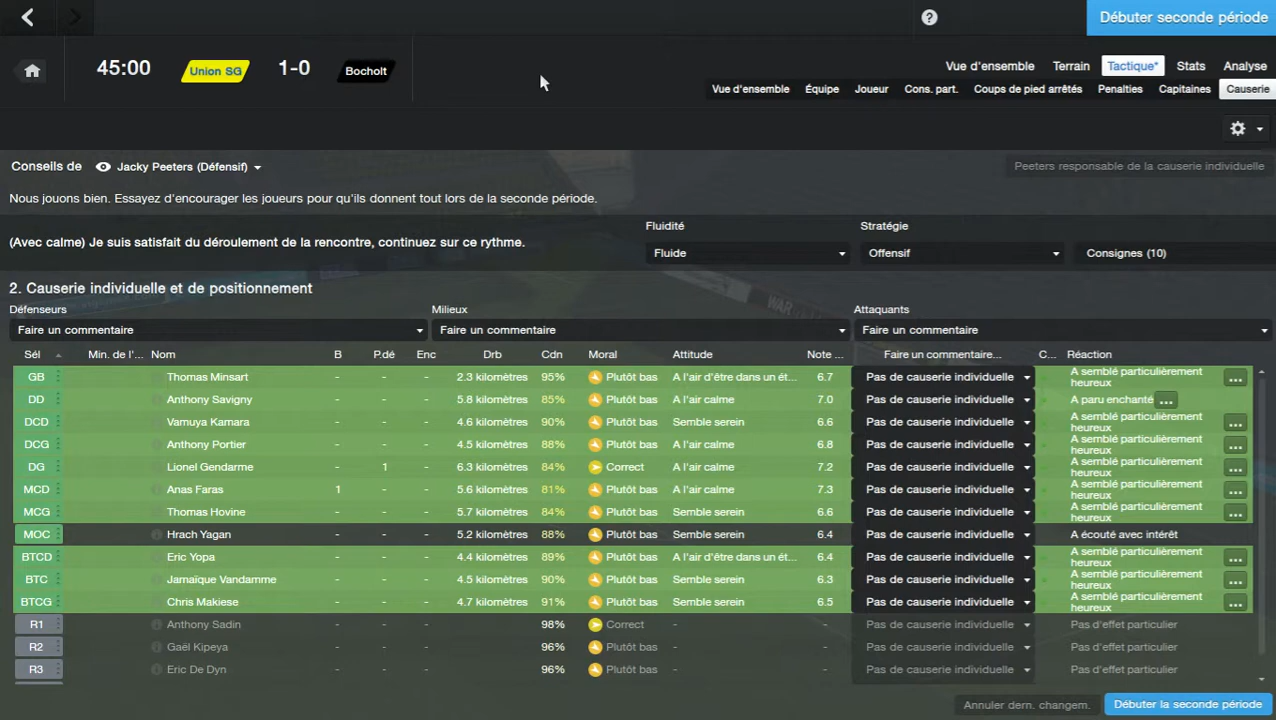 Débuter seconde période
45:00 Union SG 1-0 Bocholt
Vue d'ensemble Terrain Tactique* Stats Analyse
Vue d'ensemble Équipe Joueur Cons. part. Coups de pied arrêtés Penalties Capitaines Causerie
Conseils de Jacky Peeters (Défensif) Peeters responsable de la causerie individuelle
Nous jouons bien. Essayez d'encourager les joueurs pour qu'ils donnent tout lors de la seconde période.
Fluidité Stratégie
(Avec calme) Je suis satisfait du déroulement de la rencontre, continuez sur ce rythme.
Fluide Offensif Consignes (10)
2. Causerie individuelle et de positionnement
Défenseurs Milieux Attaquants
Faire un commentaire Faire un commentaire Faire un commentaire
Sél Min. de l'... Nom B P.dé Enc Drb Cdn Moral Attitude Note ... Faire un commentaire... C... Réaction
GB Thomas Minsart - - - 2.3 kilomètres 95% Plutôt bas A l'air d'être dans un ét... 6.7 Pas de causerie individuelle A semblé particulièrement heureux ...
DD Anthony Savigny - - - 5.8 kilomètres 85% Plutôt bas A l'air calme 7.0 Pas de causerie individuelle A paru enchanté ...
DCD Vamuya Kamara - - - 4.6 kilomètres 90% Plutôt bas Semble serein 6.6 Pas de causerie individuelle A semblé particulièrement heureux ...
DCG Anthony Portier - - - 4.5 kilomètres 88% Plutôt bas A l'air calme 6.8 Pas de causerie individuelle A semblé particulièrement heureux ...
DG Lionel Gendarme - 1 - 6.3 kilomètres 84% Correct A l'air calme 7.2 Pas de causerie individuelle A semblé particulièrement heureux ...
MCD Anas Faras 1 - - 5.6 kilomètres 81% Plutôt bas A l'air calme 7.3 Pas de causerie individuelle A semblé particulièrement heureux ...
MCG Thomas Hovine - - - 5.7 kilomètres 84% Plutôt bas Semble serein 6.6 Pas de causerie individuelle A semblé particulièrement heureux ...
MOC Hrach Yagan - - - 5.2 kilomètres 88% Plutôt bas Semble serein 6.4 Pas de causerie individuelle A écouté avec intérêt
BTCD Eric Yopa - - - 4.4 kilomètres 89% Plutôt bas A l'air d'être dans un ét... 6.4 Pas de causerie individuelle A semblé particulièrement heureux ...
BTC Jamaïque Vandamme - - - 4.5 kilomètres 90% Plutôt bas Semble serein 6.3 Pas de causerie individuelle A semblé particulièrement heureux ...
BTCG Chris Makiese - - - 4.7 kilomètres 91% Plutôt bas Semble serein 6.5 Pas de causerie individuelle A semblé particulièrement heureux ...
R1 Anthony Sadin - - - 98% Correct - - Pas de causerie individuelle Pas d'effet particulier
R2 Gaël Kipeya - - - 96% Plutôt bas - - Pas de causerie individuelle Pas d'effet particulier
R3 Eric De Dyn - - - 96% Plutôt bas - - Pas de causerie individuelle Pas d'effet particulier
Annuler dern. changem. Débuter la seconde période